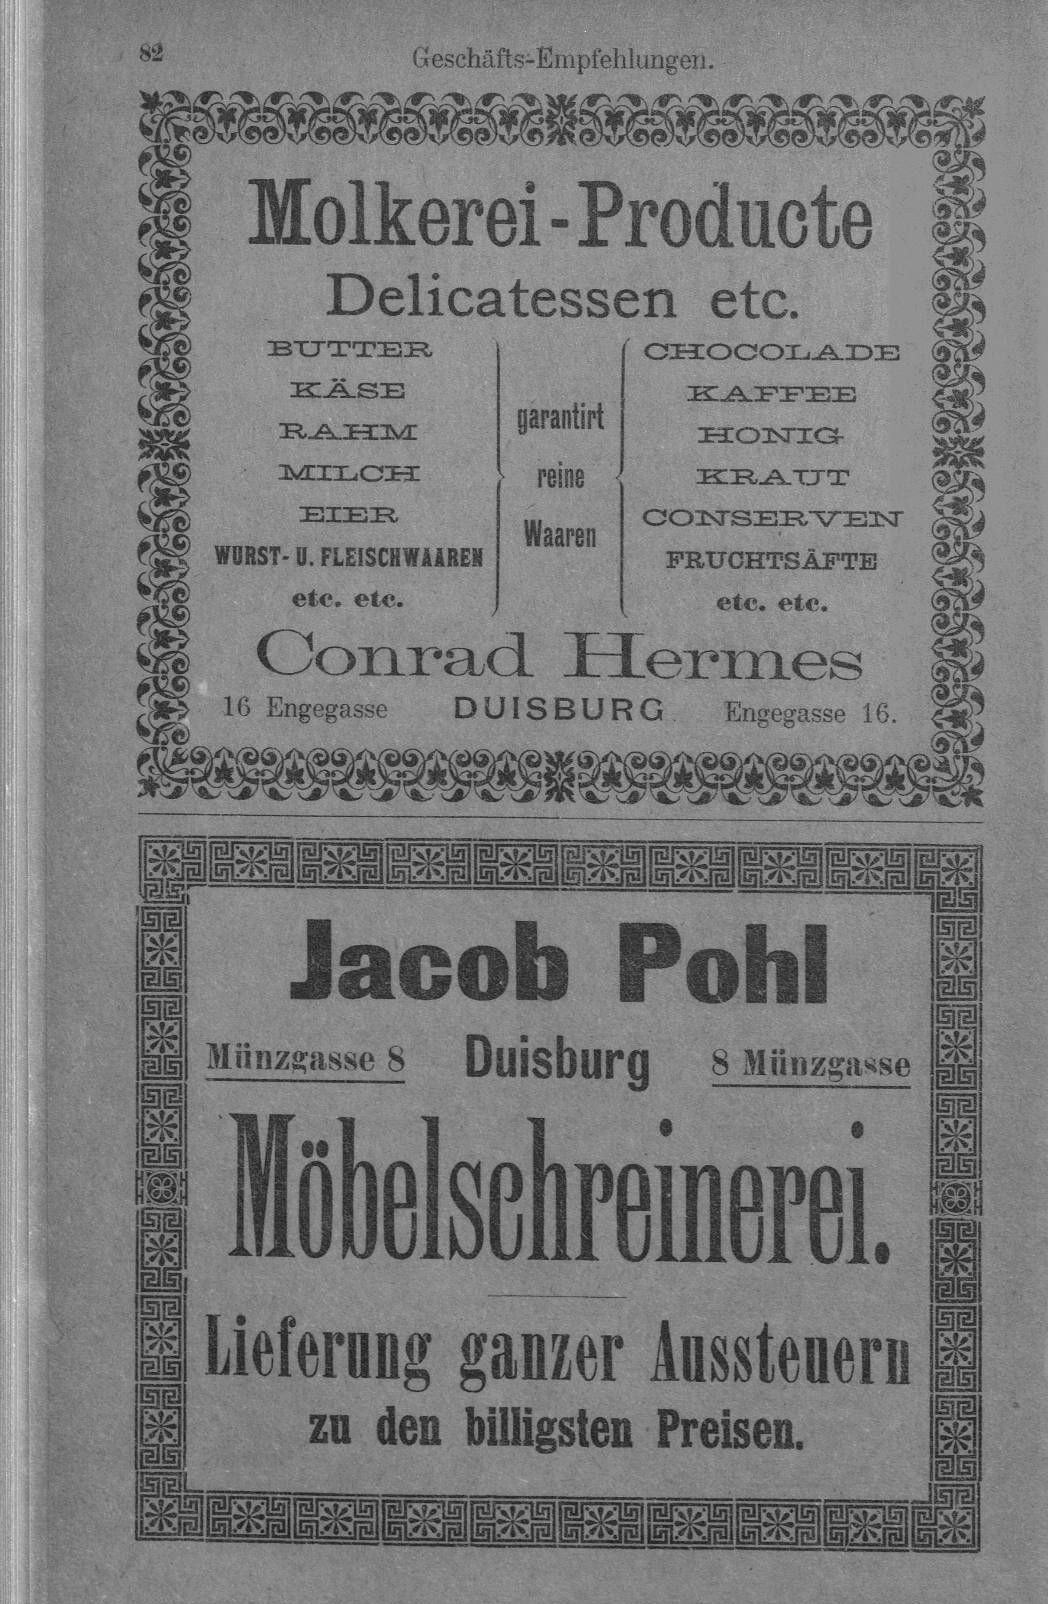 82
Geschäfts-Empfehlungen.
Molkerei-Producte
Delicatessen etc.
BUTTER
KÄSE
RAHM
MILCH
EIER
WURST- U. FLEISCHWAAREN
etc. etc.
garantirt
reine
Waaren
CHOCOLADE
KAFFEE
HONIG
KRAUT
CONSERVEN
FRUCHTSÄFTE
etc. etc.
Conrad Hermes
16 Engegasse DUISBURG Engegasse 16.
Jacob Pohl
Münzgasse 8 Duisburg 8 Münzgasse
Möbelschreinerei.
Lieferung ganzer Aussteuern
zu den billigsten Preisen.